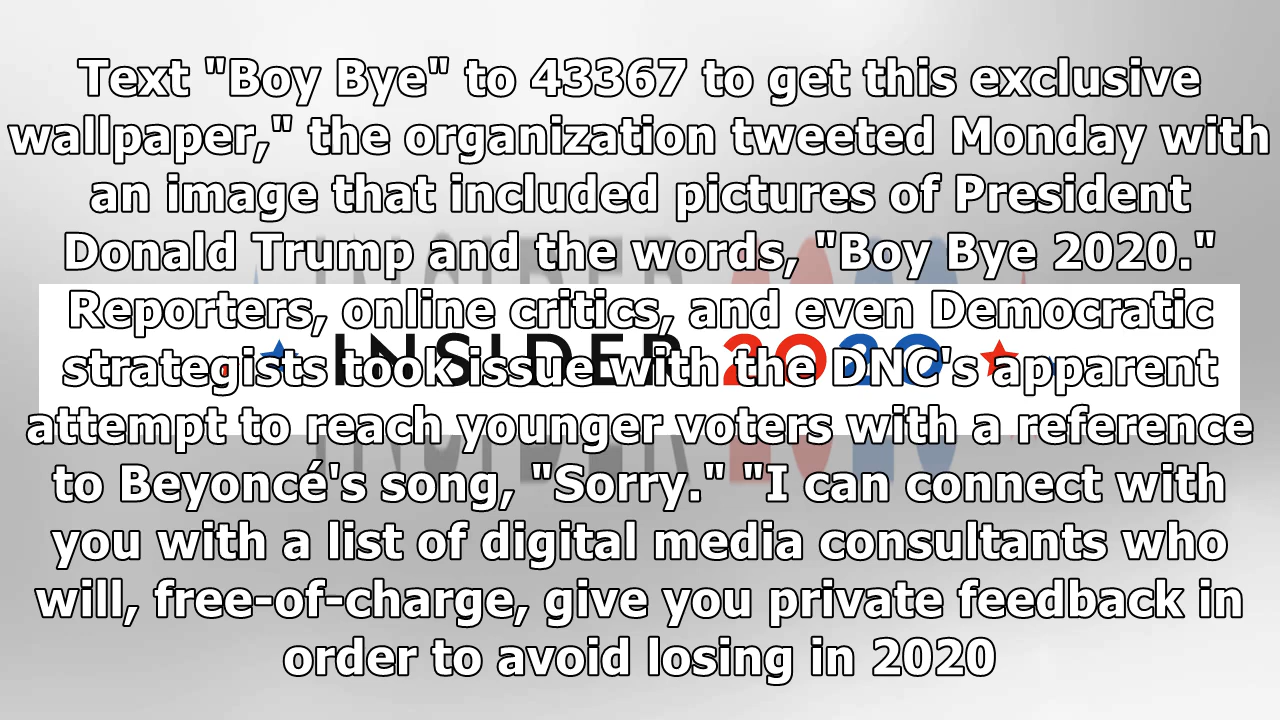 Text "Boy Bye" to 43367 to get this exclusive
wallpaper," the organization tweeted Monday with
an image that included pictures of President
Donald Trump and the words, "Boy Bye 2020."
Reporters, online critics, and even Democratic
strategists took issue with the DNC's apparent
attempt to reach younger voters with a reference
to Beyoncé's song, "Sorry." "I can connect with
you with a list of digital media consultants who
will, free-of-charge, give you private feedback in
order to avoid losing in 2020
INSIDER 2020